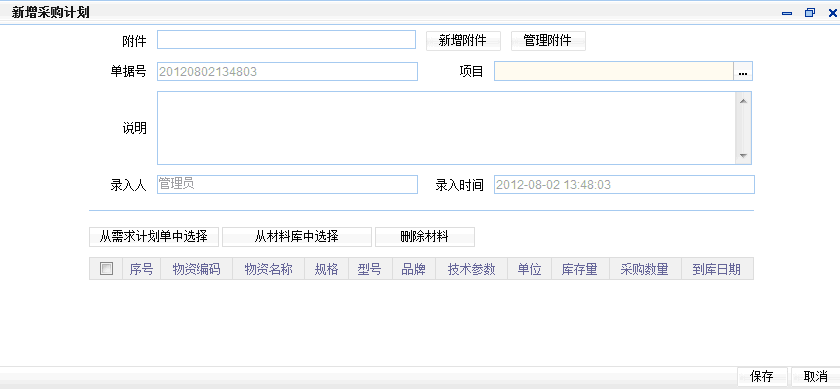 新增采购计划
附件 新增附件 管理附件
单据号 20120802134803 项目 ...
说明
录入人 管理员 录入时间 2012-08-02 13:48:03
从需求计划单中选择 从材料库中选择 删除材料
序号 物资编码 物资名称 规格 型号 品牌 技术参数 单位 库存量 采购数量 到库日期
保存 取消